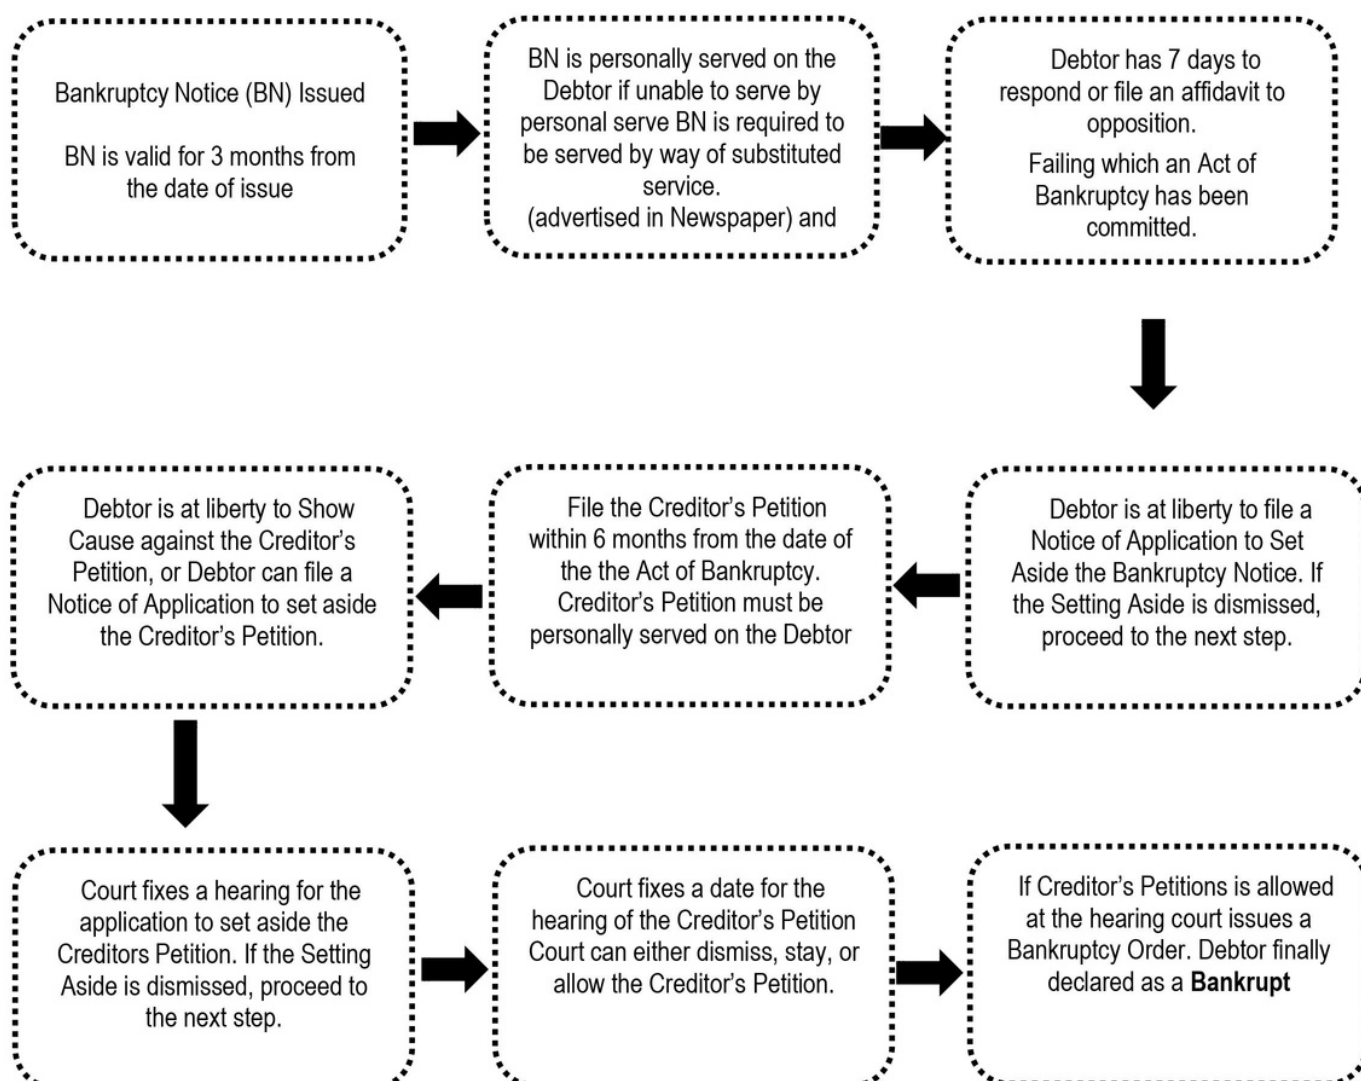 Bankruptcy Notice (BN) Issued
BN is valid for 3 months from
the date of issue
BN is personally served on the
Debtor if unable to serve by
personal serve BN is required to
be served by way of substituted
service.
(advertised in Newspaper) and
Debtor has 7 days to
respond or file an affidavit to
opposition.
Failing which an Act of
Bankruptcy has been
committed.
Debtor is at liberty to file a
Notice of Application to Set
Aside the Bankruptcy Notice. If
the Setting Aside is dismissed,
proceed to the next step.
File the Creditor’s Petition
within 6 months from the date of
the the Act of Bankruptcy.
Creditor’s Petition must be
personally served on the Debtor
Debtor is at liberty to Show
Cause against the Creditor’s
Petition, or Debtor can file a
Notice of Application to set aside
the Creditor’s Petition.
Court fixes a hearing for the
application to set aside the
Creditors Petition. If the Setting
Aside is dismissed, proceed to
the next step.
Court fixes a date for the
hearing of the Creditor’s Petition
Court can either dismiss, stay, or
allow the Creditor’s Petition.
If Creditor’s Petitions is allowed
at the hearing court issues a
Bankruptcy Order. Debtor finally
declared as a Bankrupt